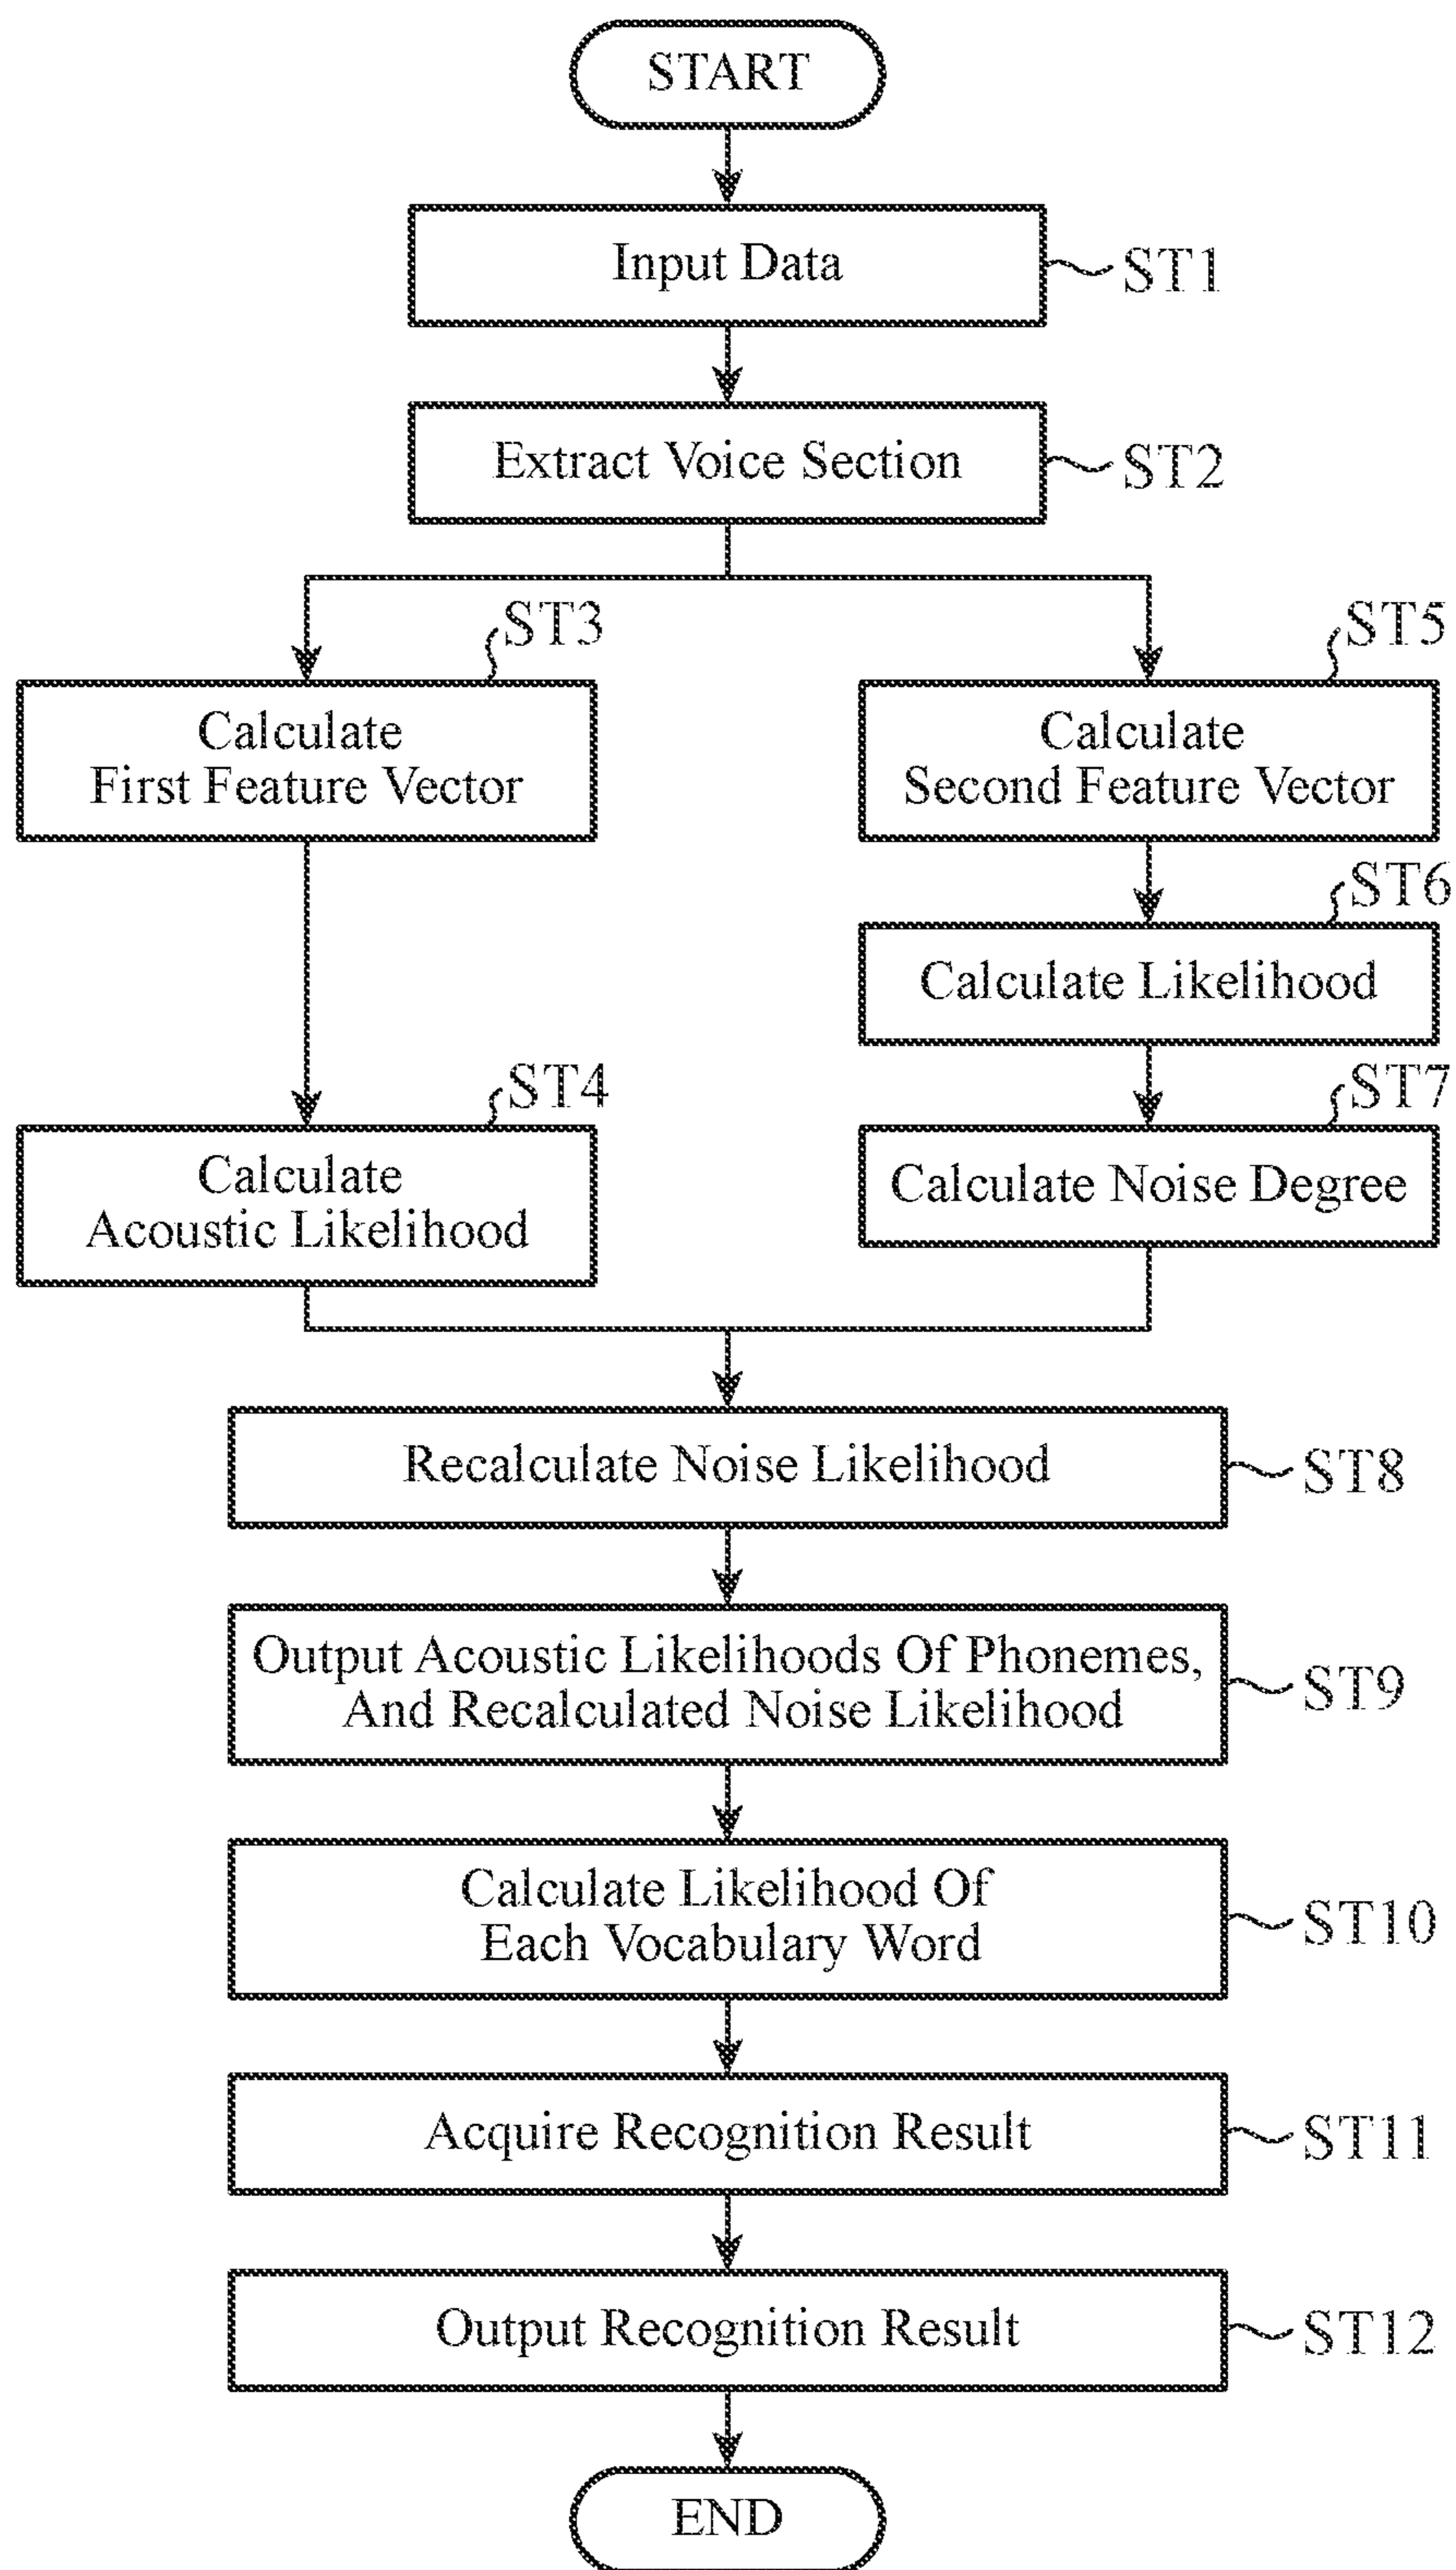 START
Input Data
ST1
Extract Voice Section
ST2
ST3
Calculate
First Feature Vector
ST5
Calculate
Second Feature Vector
ST6
Calculate Likelihood
ST4
Calculate
Acoustic Likelihood
ST7
Calculate Noise Degree
Recalculate Noise Likelihood
ST8
Output Acoustic Likelihoods Of Phonemes,
And Recalculated Noise Likelihood
ST9
Calculate Likelihood Of
Each Vocabulary Word
ST10
Acquire Recognition Result
ST11
Output Recognition Result
ST12
END